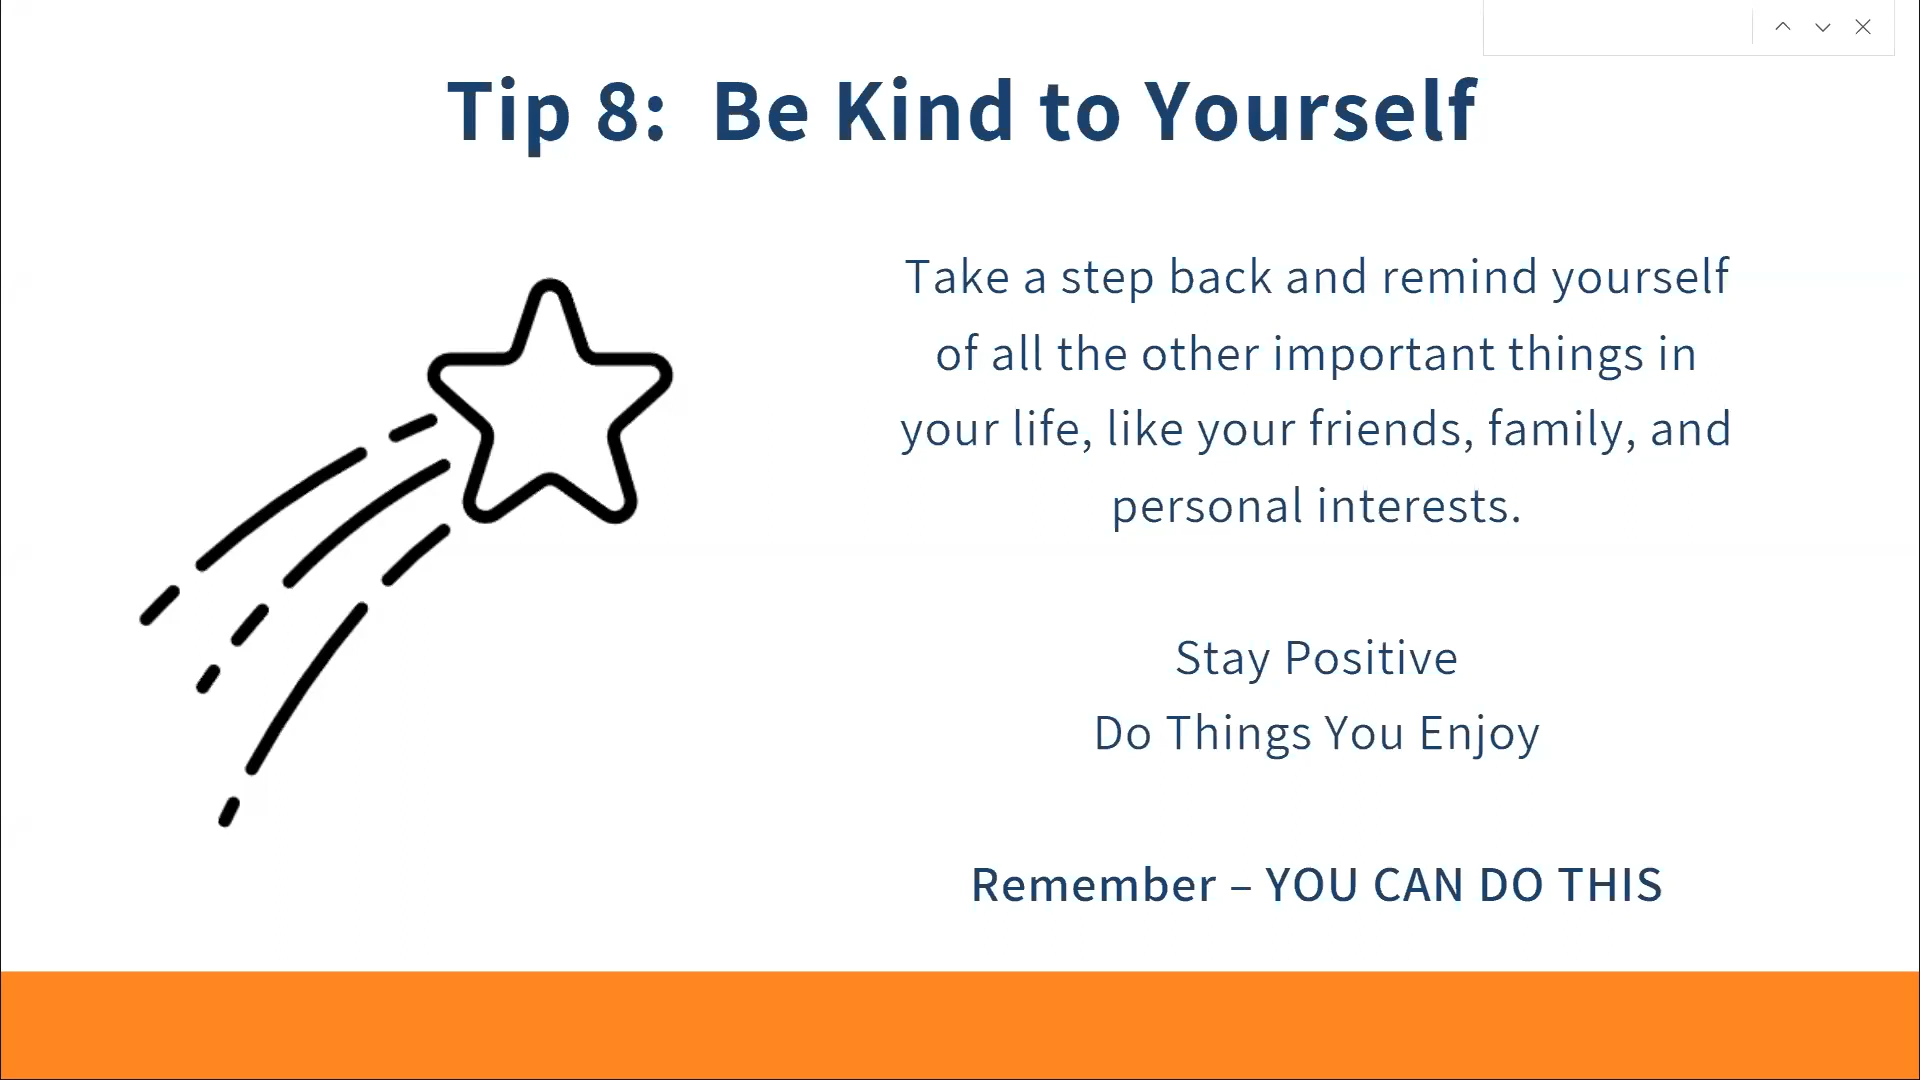 Tip 8:  Be Kind to Yourself
Take a step back and remind yourself
of all the other important things in
your life, like your friends, family, and
personal interests.
Stay Positive
Do Things You Enjoy
Remember – YOU CAN DO THIS